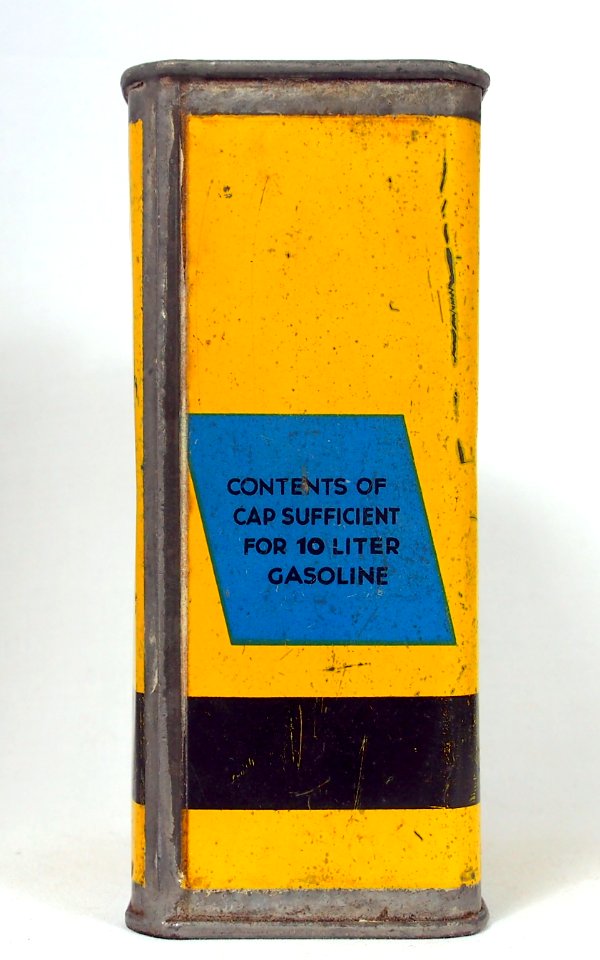 CONTENTS OF
CAP SUFFICIENT
FOR 10 LITER
GASOLINE